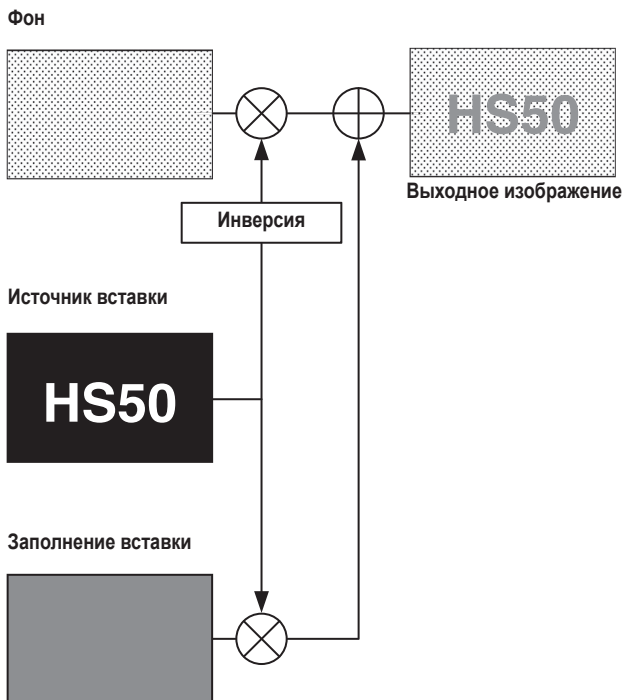 Фон
HS50
Выходное изображение
Инверсия
Источник вставки
HS50
Заполнение вставки